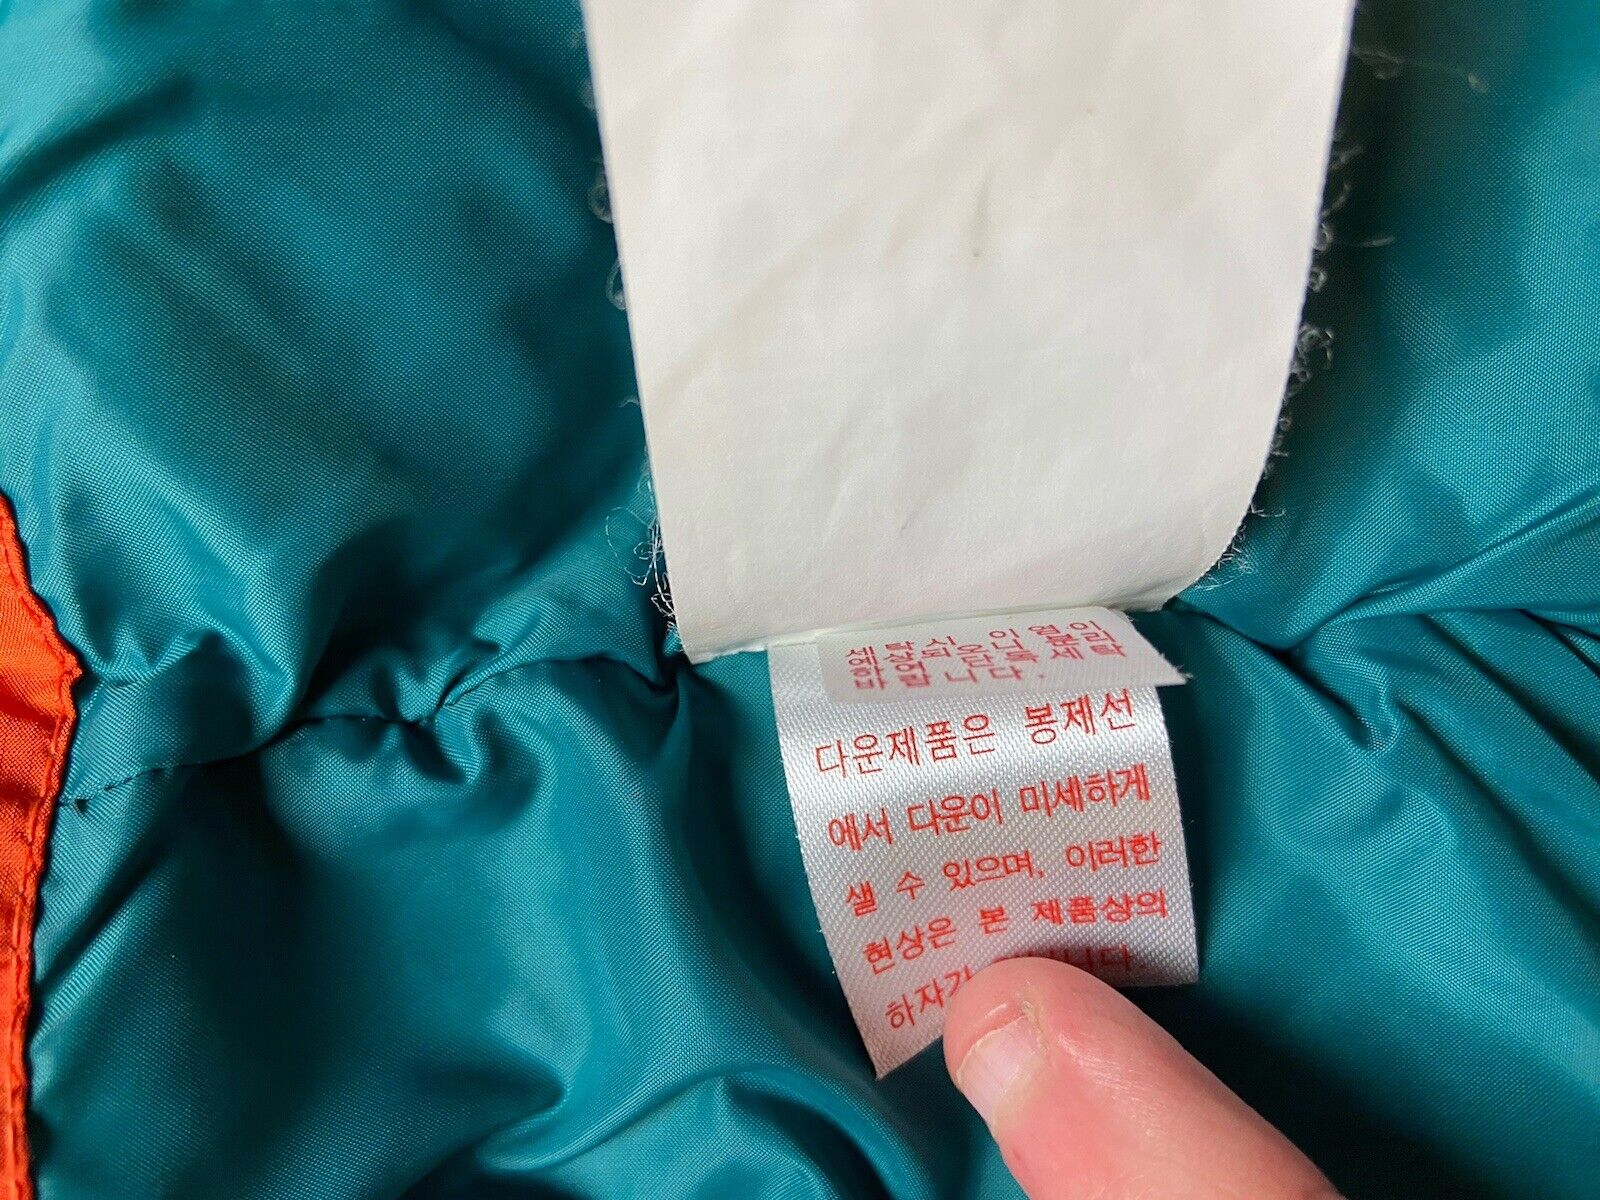 세탁시 이염이
바랍니다.
다운제품은 봉제선
에서 다운이 미세하게
샐 수 있으며, 이러한
현상은 본 제품상의
하자가 니다.